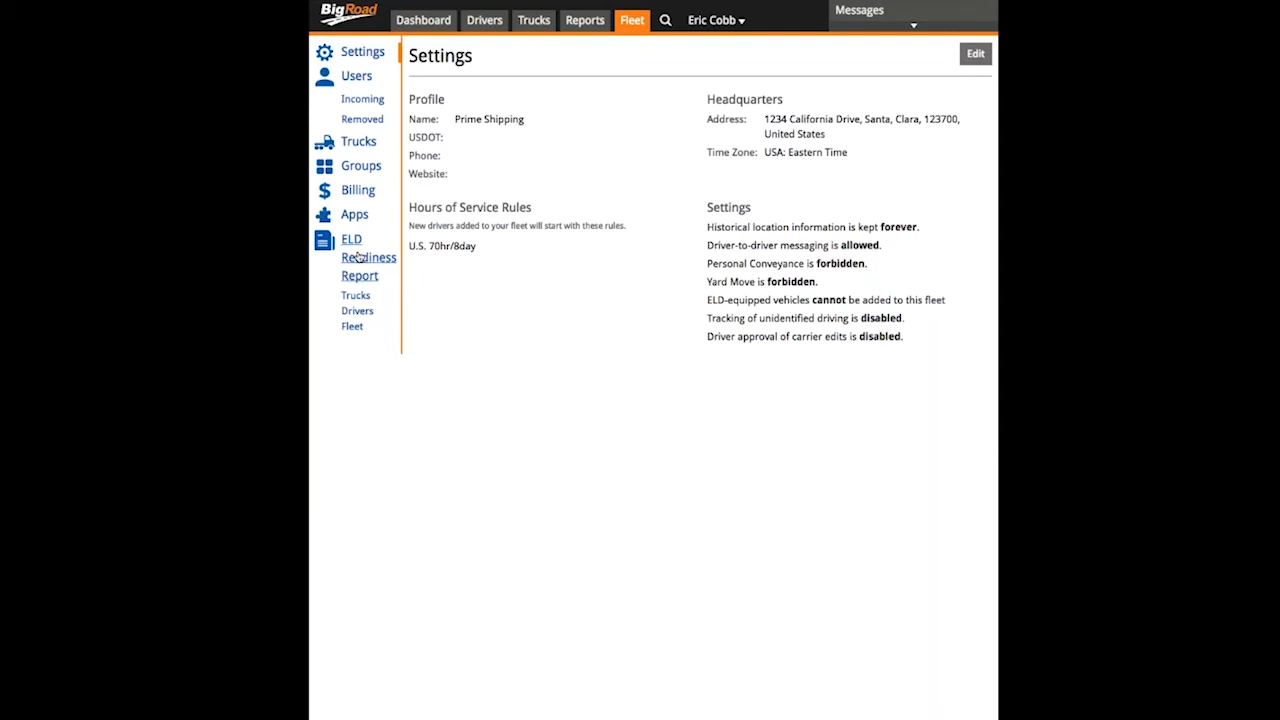 BigRoad
Dashboard Drivers Trucks Reports Fleet Eric Cobb Messages
Settings
Users
Incoming
Removed
Trucks
Groups
Billing
Apps
ELD
Readiness
Report
Trucks
Drivers
Fleet
Settings Edit
Profile
Name: Prime Shipping
USDOT:
Phone:
Website:
Headquarters
Address: 1234 California Drive, Santa, Clara, 123700,
United States
Time Zone: USA: Eastern Time
Hours of Service Rules
New drivers added to your fleet will start with these rules.
U.S. 70hr/8day
Settings
Historical location information is kept forever.
Driver-to-driver messaging is allowed.
Personal Conveyance is forbidden.
Yard Move is forbidden.
ELD-equipped vehicles cannot be added to this fleet
Tracking of unidentified driving is disabled.
Driver approval of carrier edits is disabled.